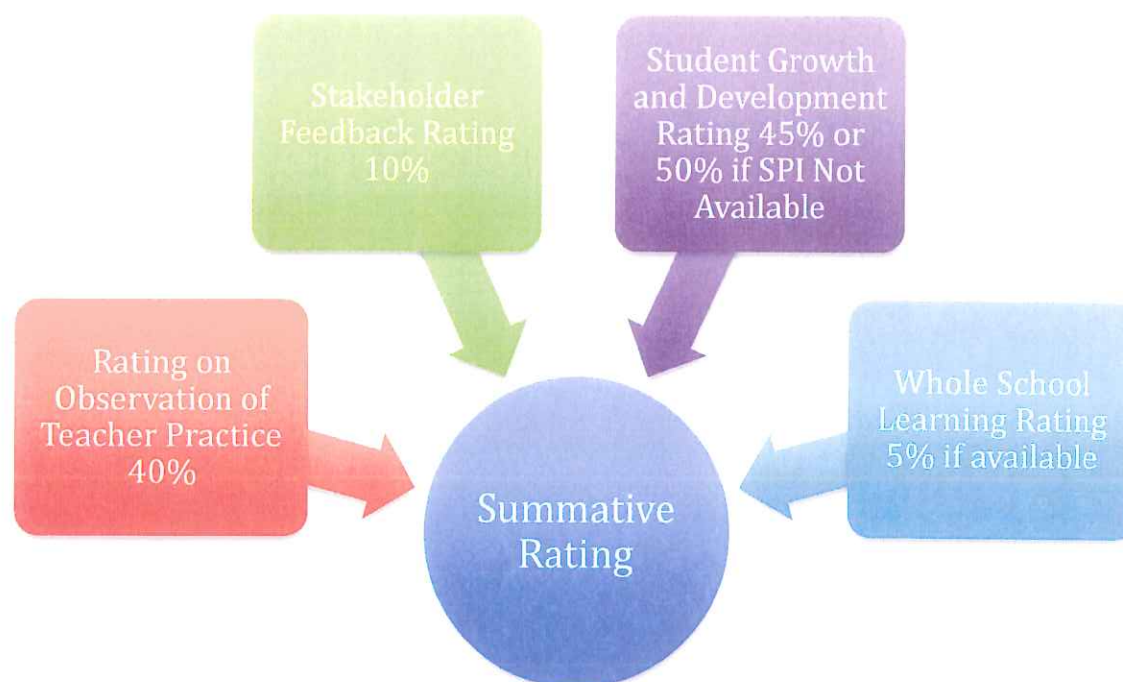 Stakeholder
Feedback Rating
10%
Student Growth
and Development
Rating 45% or
50% if SPI Not
Available
Rating on
Observation of
Teacher Practice
40%
Whole School
Learning Rating
5% if available
Summative
Rating